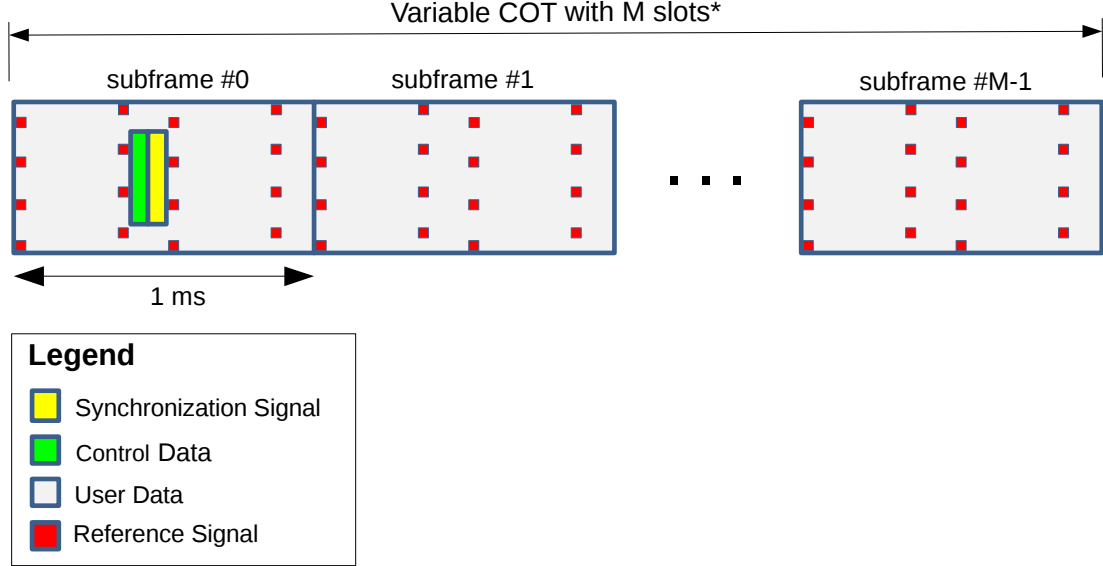 Variable COT with M slots*
subframe #0
subframe #1
subframe #M-1
1 ms
Legend
Synchronization Signal
Control Data
User Data
Reference Signal